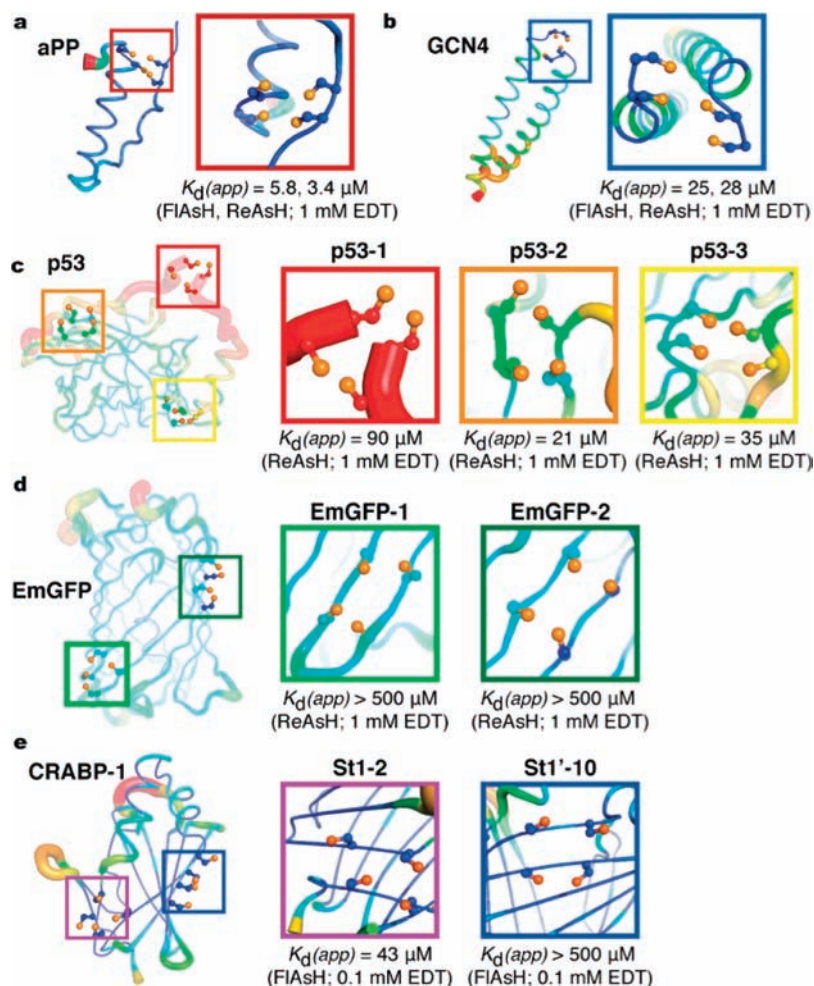 a
aPP
Kd(app) = 5.8, 3.4 µM
(FlAsH, ReAsH; 1 mM EDT)
b
GCN4
Kd(app) = 25, 28 µM
(FlAsH, ReAsH; 1 mM EDT)
c
p53
p53-1
Kd(app) = 90 µM
(ReAsH; 1 mM EDT)
p53-2
Kd(app) = 21 µM
(ReAsH; 1 mM EDT)
p53-3
Kd(app) = 35 µM
(ReAsH; 1 mM EDT)
d
EmGFP
EmGFP-1
Kd(app) > 500 µM
(ReAsH; 1 mM EDT)
EmGFP-2
Kd(app) > 500 µM
(ReAsH; 1 mM EDT)
e
CRABP-1
St1-2
Kd(app) = 43 µM
(FlAsH; 0.1 mM EDT)
St1'-10
Kd(app) > 500 µM
(FlAsH; 0.1 mM EDT)